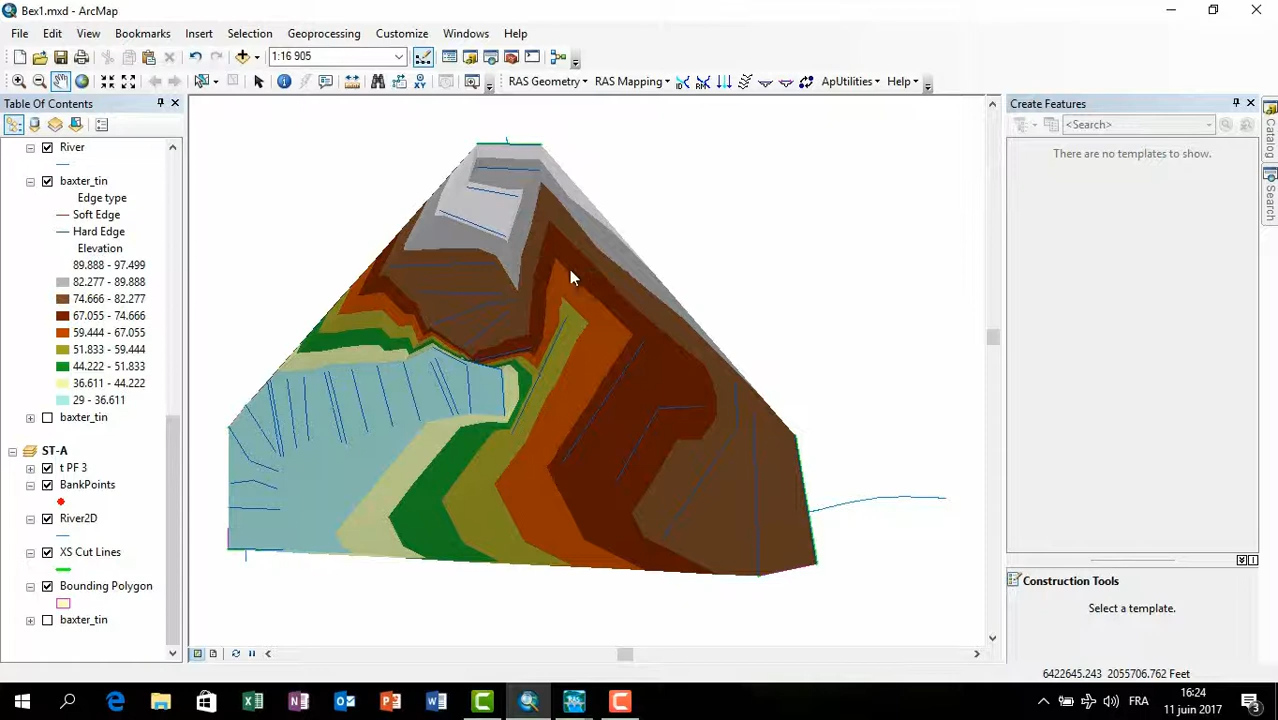 Bex1.mxd - ArcMap
File Edit View Bookmarks Insert Selection Geoprocessing Customize Windows Help
1:16 905
RAS Geometry RAS Mapping ApUtilities Help
Table Of Contents
River
baxter_tin
Edge type
Soft Edge
Hard Edge
Elevation
89.888 - 97.499
82.277 - 89.888
74.666 - 82.277
67.055 - 74.666
59.444 - 67.055
51.833 - 59.444
44.222 - 51.833
36.611 - 44.222
29 - 36.611
baxter_tin
ST-A
t PF 3
BankPoints
River2D
XS Cut Lines
Bounding Polygon
baxter_tin
Create Features
<Search>
There are no templates to show.
Construction Tools
Select a template.
Catalog
Search
6422645.243 2055706.762 Feet
FRA
16:24
11 juin 2017